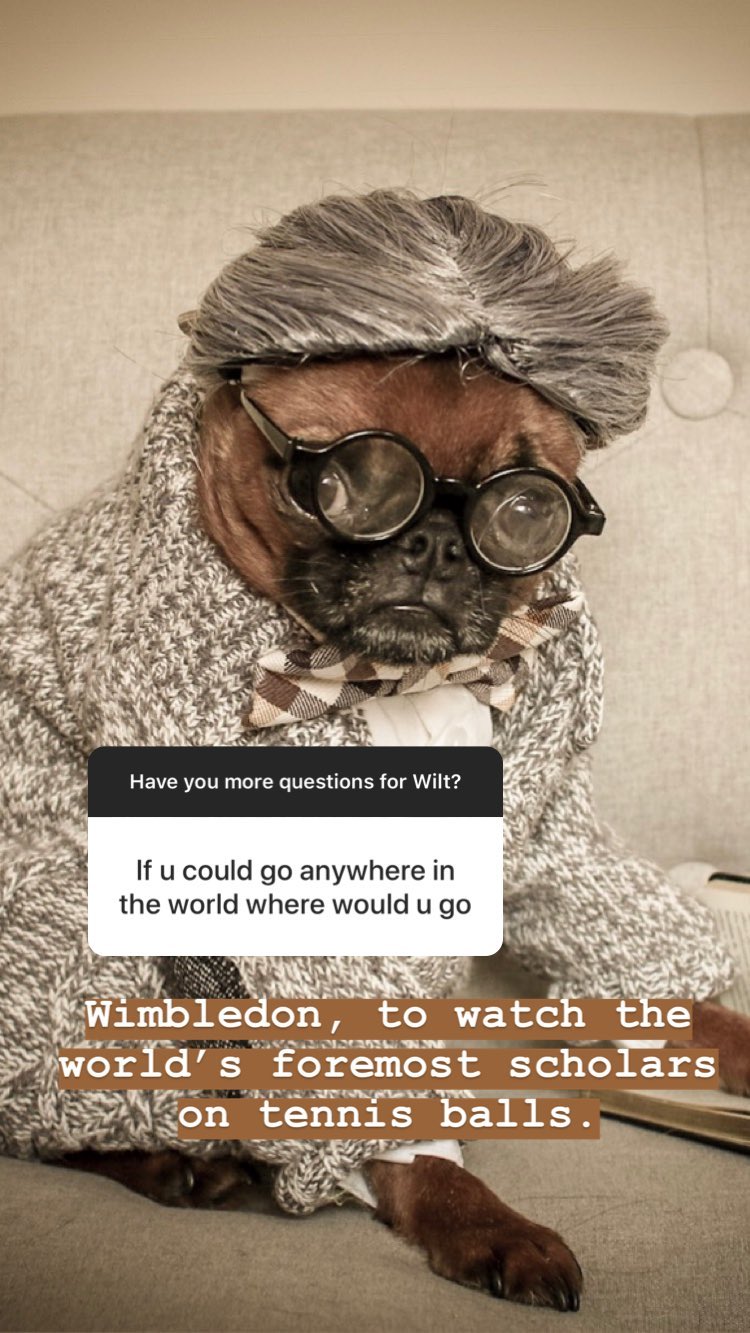 Have you more questions for Wilt?
If u could go anywhere in
the world where would u go
Wimbledon, to watch the
world’s foremost scholars
on tennis balls.